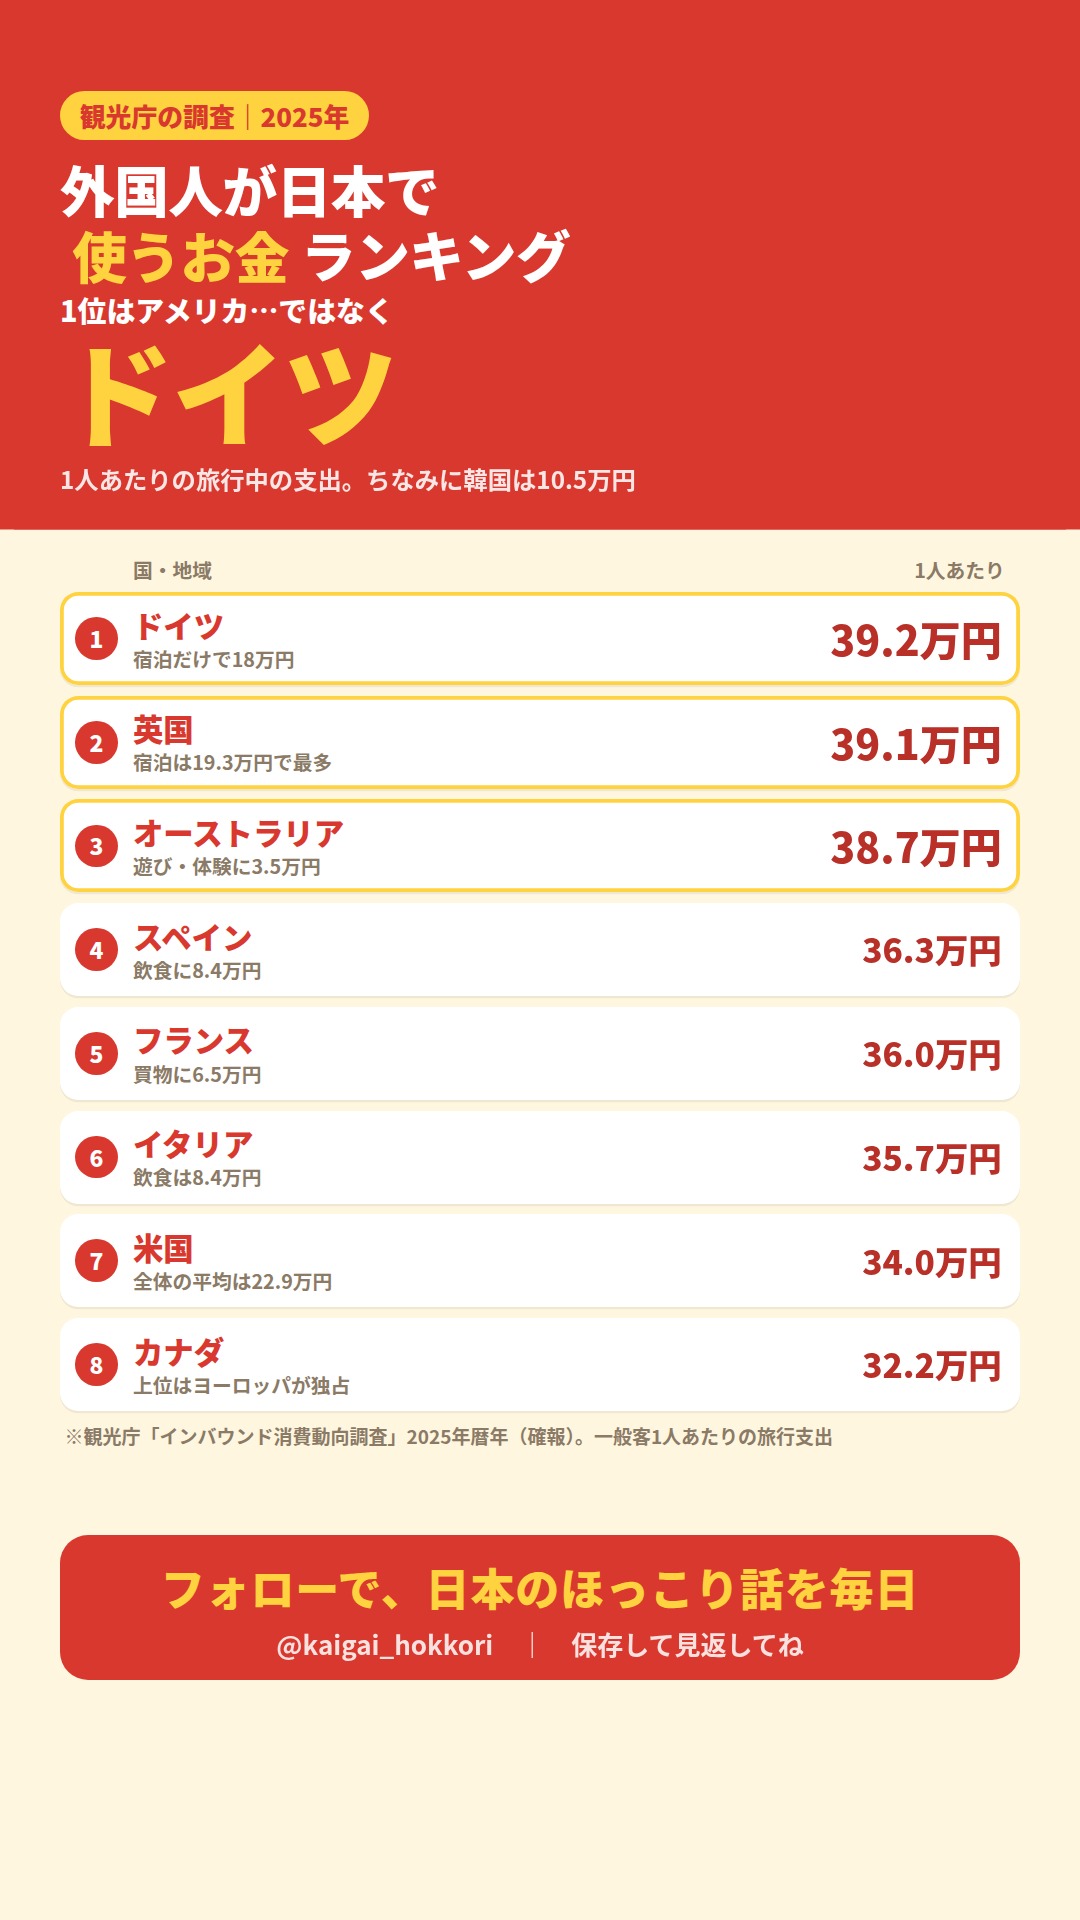 観光庁の調査｜2025年
外国人が日本で
使うお金 ランキング
1位はアメリカ…ではなく
ドイツ
1人あたりの旅行中の支出。ちなみに韓国は10.5万円
国・地域 1人あたり
1 ドイツ 39.2万円
宿泊だけで18万円
2 英国 39.1万円
宿泊は19.3万円で最多
3 オーストラリア 38.7万円
遊び・体験に3.5万円
4 スペイン 36.3万円
飲食に8.4万円
5 フランス 36.0万円
買物に6.5万円
6 イタリア 35.7万円
飲食は8.4万円
7 米国 34.0万円
全体の平均は22.9万円
8 カナダ 32.2万円
上位はヨーロッパが独占
※観光庁「インバウンド消費動向調査」2025年暦年（確報）。一般客1人あたりの旅行支出
フォローで、日本のほっこり話を毎日
@kaigai_hokkori ｜ 保存して見返してね